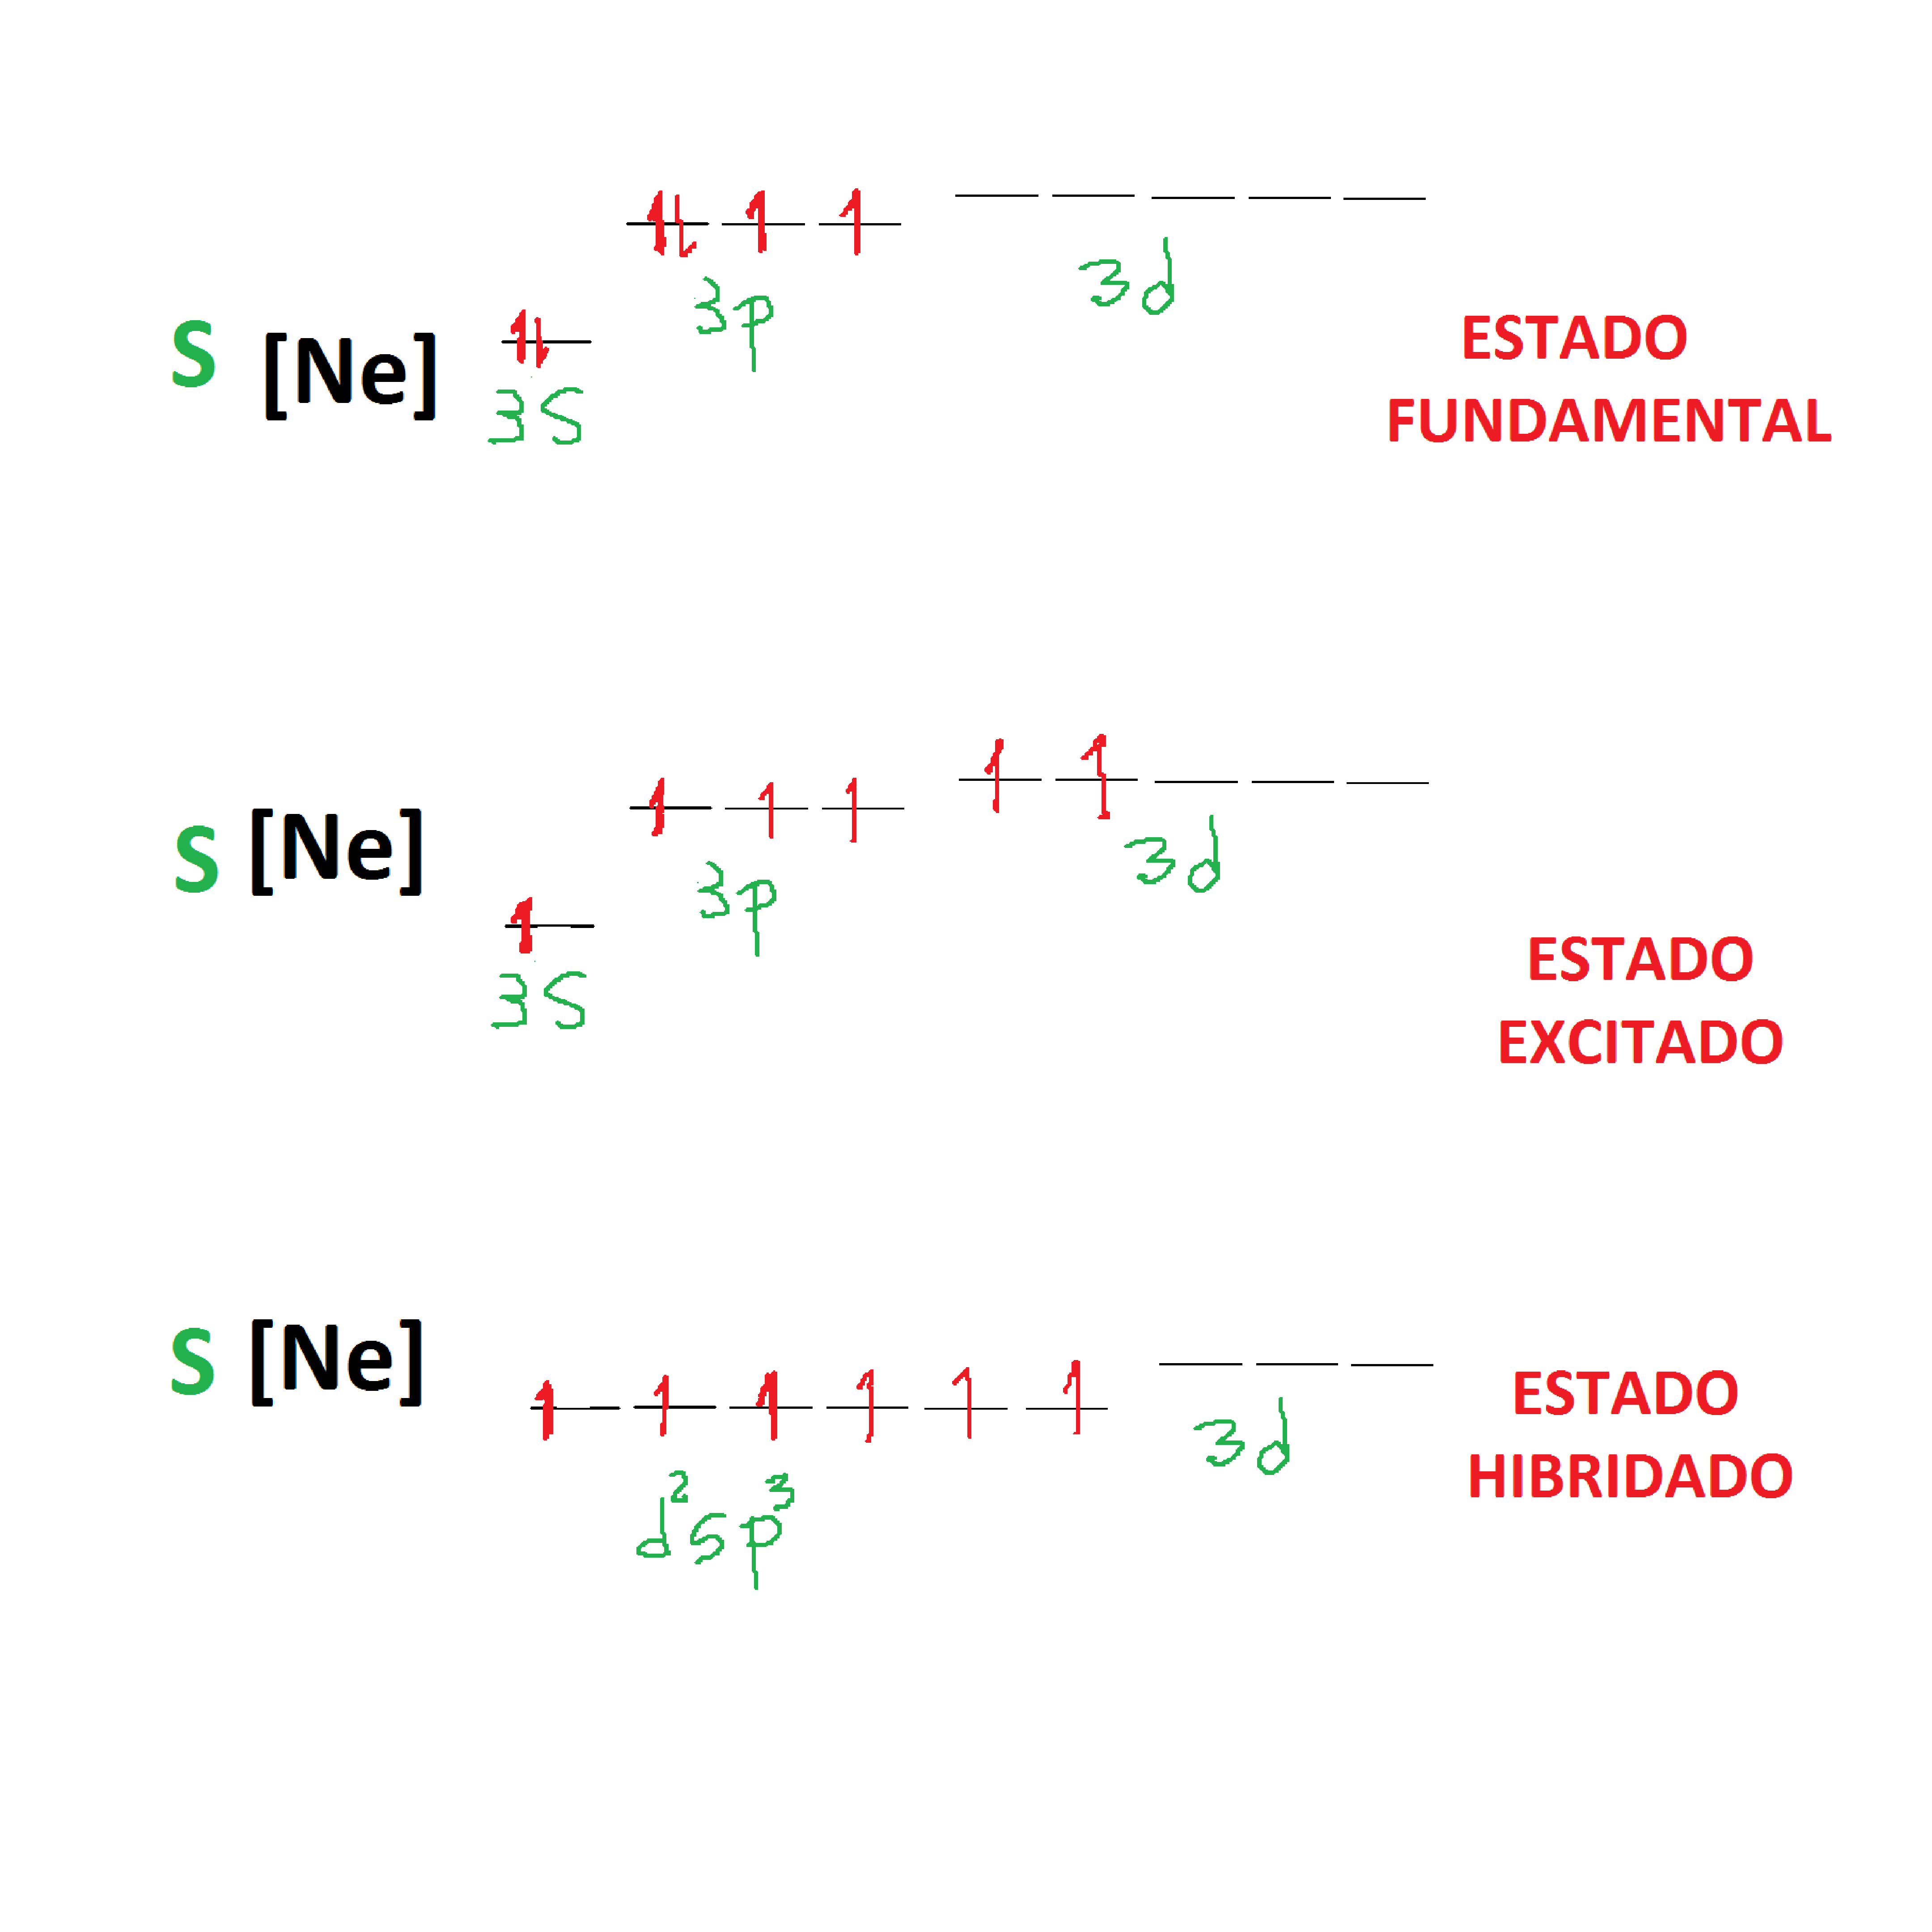 S [Ne] 3s 3p 3d
ESTADO
FUNDAMENTAL
S [Ne] 3s 3p 3d
ESTADO
EXCITADO
S [Ne] d²sp³ 3d
ESTADO
HIBRIDADO